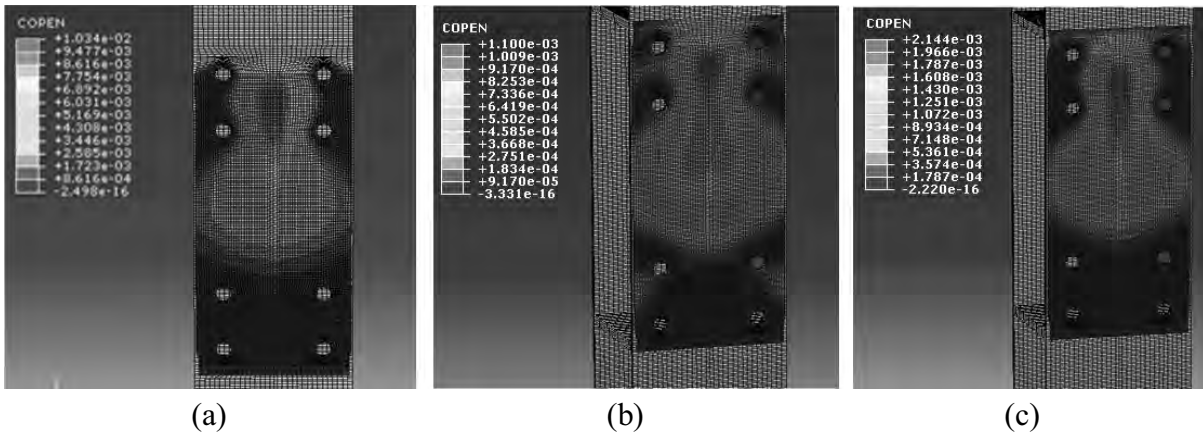 COPEN
+1.034e-02
+9.477e-03
+8.616e-03
+7.754e-03
+6.892e-03
+6.031e-03
+5.169e-03
+4.308e-03
+3.446e-03
+2.585e-03
+1.723e-03
+8.616e-04
-2.498e-16
COPEN
+1.100e-03
+1.009e-03
+9.170e-04
+8.253e-04
+7.336e-04
+6.419e-04
+5.502e-04
+4.585e-04
+3.668e-04
+2.751e-04
+1.834e-04
+9.170e-05
-3.331e-16
COPEN
+2.144e-03
+1.966e-03
+1.787e-03
+1.608e-03
+1.430e-03
+1.251e-03
+1.072e-03
+8.934e-04
+7.148e-04
+5.361e-04
+3.574e-04
+1.787e-04
-2.220e-16
(a)
(b)
(c)